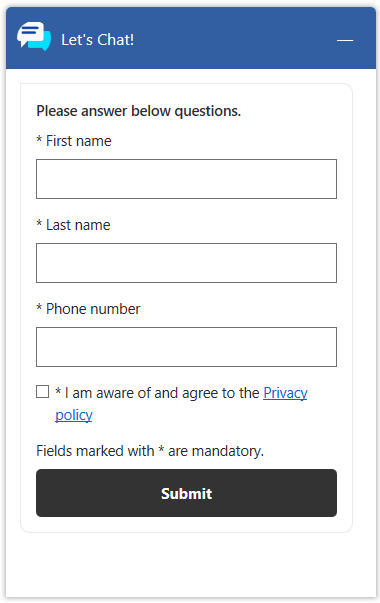 Let's Chat!
Please answer below questions.
* First name
* Last name
* Phone number
* I am aware of and agree to the Privacy
policy
Fields marked with * are mandatory.
Submit